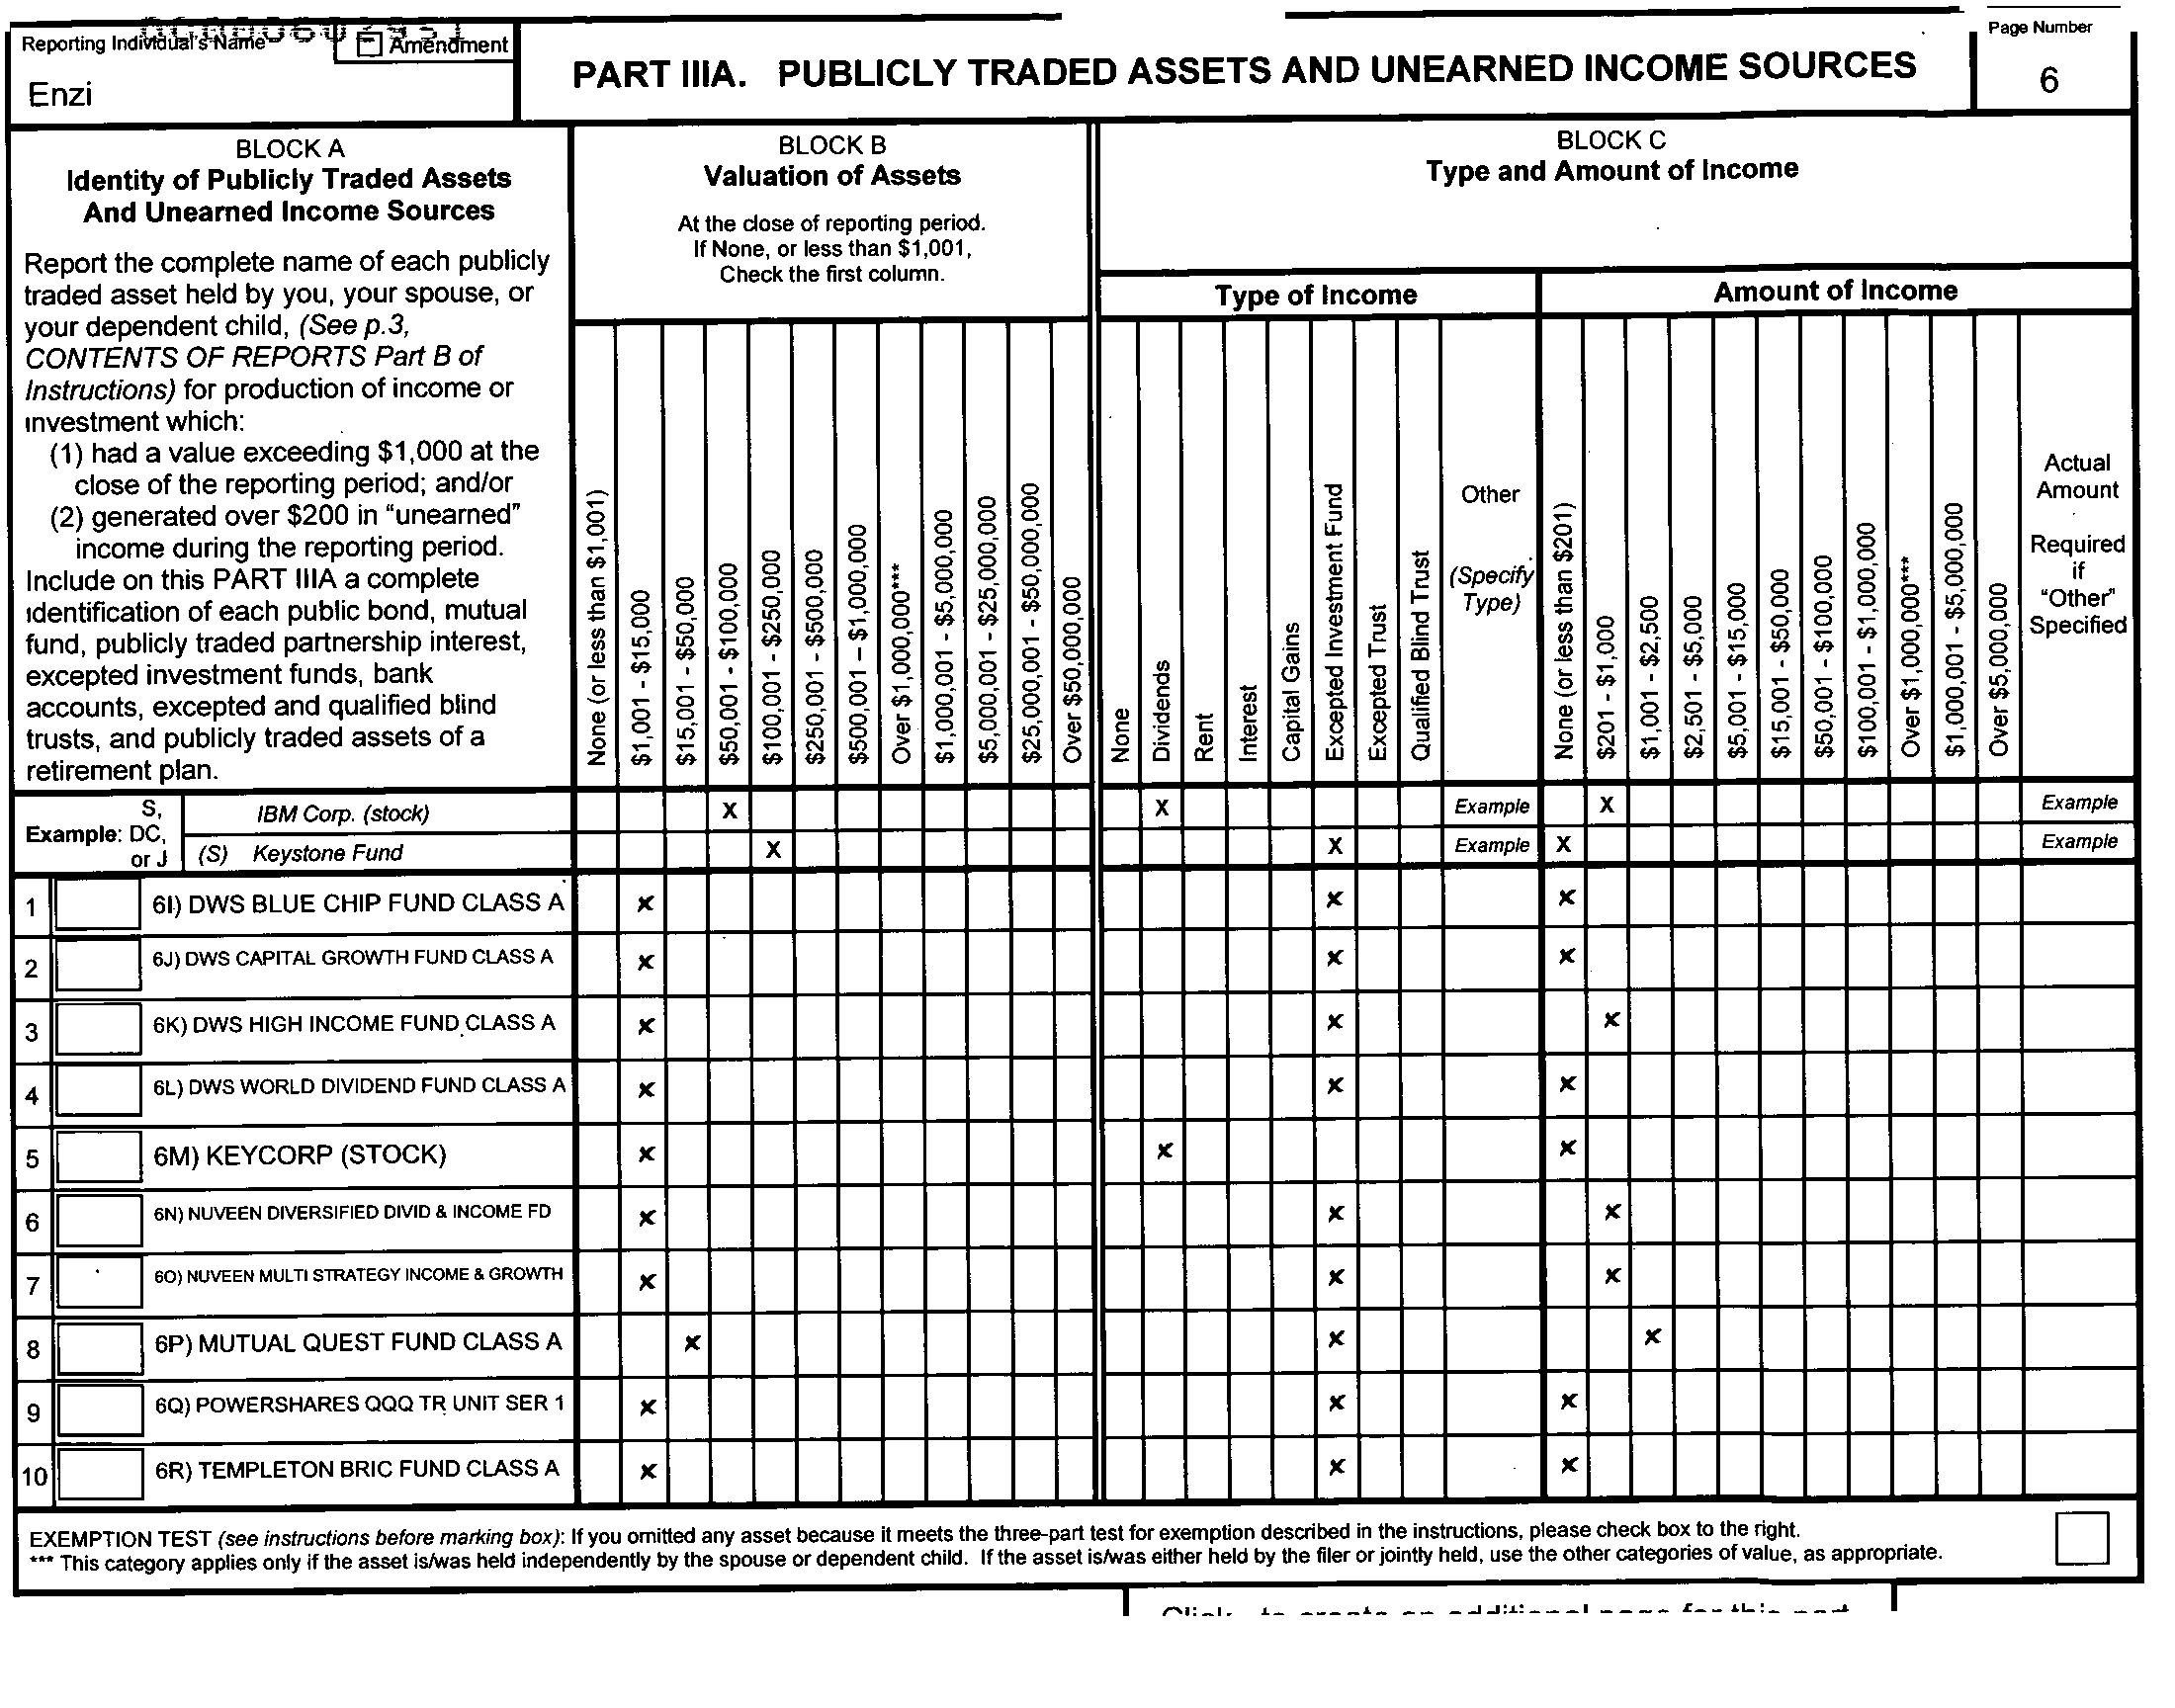 Reporting Individual's Name
Amendment
Enzi
PART IIIA. PUBLICLY TRADED ASSETS AND UNEARNED INCOME SOURCES
Page Number
6
BLOCK A
Identity of Publicly Traded Assets
And Unearned Income Sources
Report the complete name of each publicly
traded asset held by you, your spouse, or
your dependent child, (See p.3,
CONTENTS OF REPORTS Part B of
Instructions) for production of income or
investment which:
(1) had a value exceeding $1,000 at the
close of the reporting period; and/or
(2) generated over $200 in "unearned"
income during the reporting period.
Include on this PART IIIA a complete
identification of each public bond, mutual
fund, publicly traded partnership interest,
excepted investment funds, bank
accounts, excepted and qualified blind
trusts, and publicly traded assets of a
retirement plan.
BLOCK B
Valuation of Assets
At the close of reporting period.
If None, or less than $1,001,
Check the first column.
None (or less than $1,001)
$1,001 - $15,000
$15,001 - $50,000
$50,001 - $100,000
$100,001 - $250,000
$250,001 - $500,000
$500,001 – $1,000,000
Over $1,000,000***
$1,000,001 - $5,000,000
$5,000,001 - $25,000,000
$25,000,001 - $50,000,000
Over $50,000,000
BLOCK C
Type and Amount of Income
Type of Income
None
Dividends
Rent
Interest
Capital Gains
Excepted Investment Fund
Excepted Trust
Qualified Blind Trust
Other
(Specify
Type)
Amount of Income
None (or less than $201)
$201 - $1,000
$1,001 - $2,500
$2,501 - $5,000
$5,001 - $15,000
$15,001 - $50,000
$50,001 - $100,000
$100,001 - $1,000,000
Over $1,000,000***
$1,000,001 - $5,000,000
Over $5,000,000
Actual
Amount
Required
if
"Other"
Specified
Example: S, DC, or J
IBM Corp. (stock) X X Example X Example
(S) Keystone Fund X X Example X Example
1 6I) DWS BLUE CHIP FUND CLASS A x x x
2 6J) DWS CAPITAL GROWTH FUND CLASS A x x x
3 6K) DWS HIGH INCOME FUND CLASS A x x x
4 6L) DWS WORLD DIVIDEND FUND CLASS A x x x
5 6M) KEYCORP (STOCK) x x x
6 6N) NUVEEN DIVERSIFIED DIVID & INCOME FD x x x
7 6O) NUVEEN MULTI STRATEGY INCOME & GROWTH x x x
8 6P) MUTUAL QUEST FUND CLASS A x x x
9 6Q) POWERSHARES QQQ TR UNIT SER 1 x x x
10 6R) TEMPLETON BRIC FUND CLASS A x x x
EXEMPTION TEST (see instructions before marking box): If you omitted any asset because it meets the three-part test for exemption described in the instructions, please check box to the right.
*** This category applies only if the asset is/was held independently by the spouse or dependent child. If the asset is/was either held by the filer or jointly held, use the other categories of value, as appropriate.